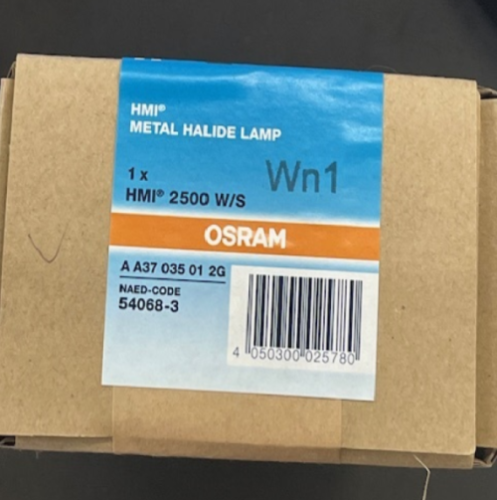 HMI®
METAL HALIDE LAMP
Wn1
1 x
HMI® 2500 W/S
OSRAM
A A37 035 01 2G
NAED-CODE
54068-3
4 050300 025780